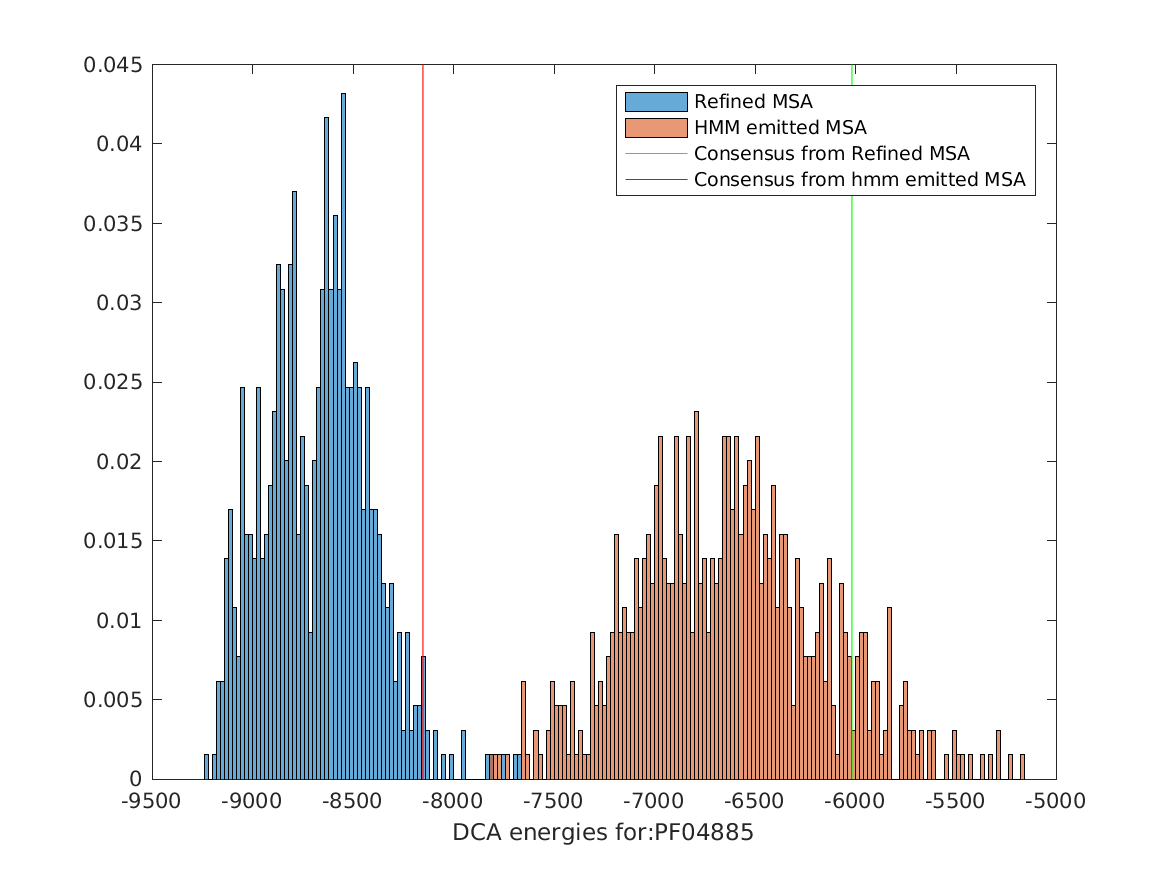 0.045
0.04
0.035
0.03
0.025
0.02
0.015
0.01
0.005
0
Refined MSA
HMM emitted MSA
Consensus from Refined MSA
Consensus from hmm emitted MSA
-9500 -9000 -8500 -8000 -7500 -7000 -6500 -6000 -5500 -5000
DCA energies for:PF04885